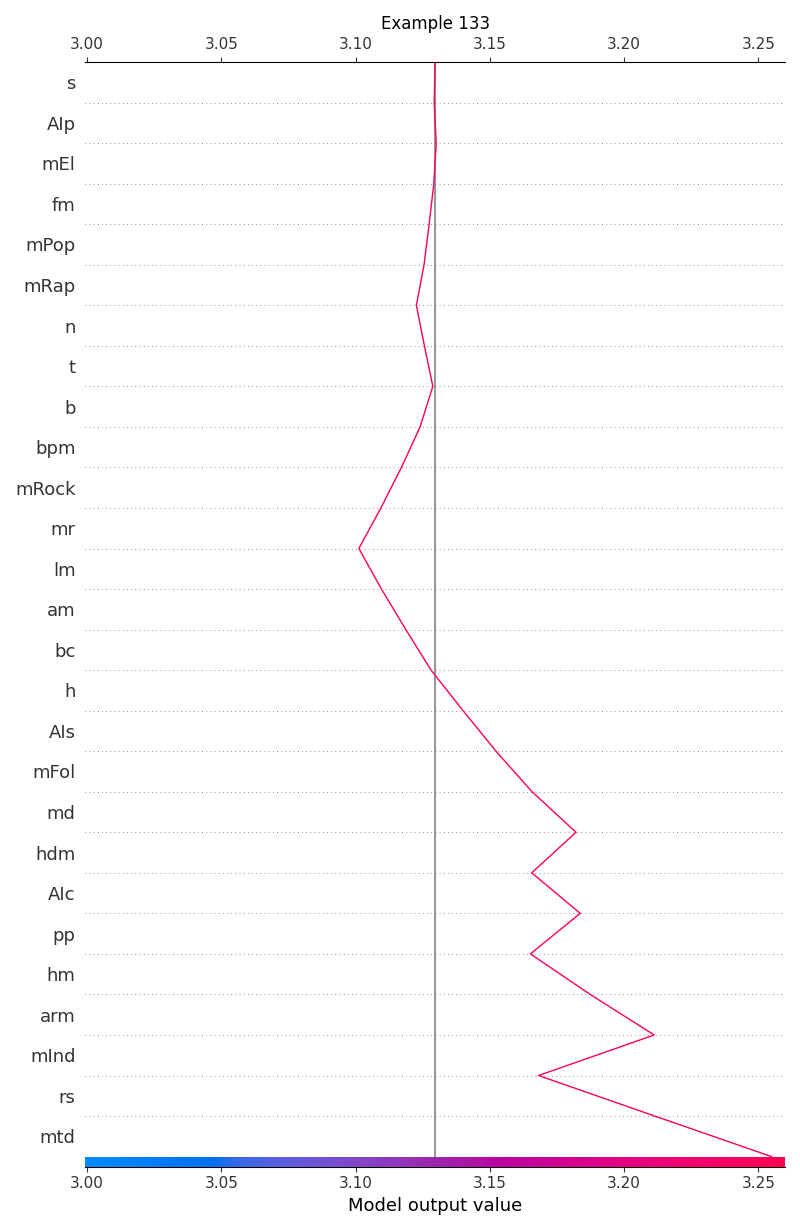 Example 133
3.00 3.05 3.10 3.15 3.20 3.25
s
AIp
mEl
fm
mPop
mRap
n
t
b
bpm
mRock
mr
lm
am
bc
h
AIs
mFol
md
hdm
AIc
pp
hm
arm
mInd
rs
mtd
3.00 3.05 3.10 3.15 3.20 3.25
Model output value